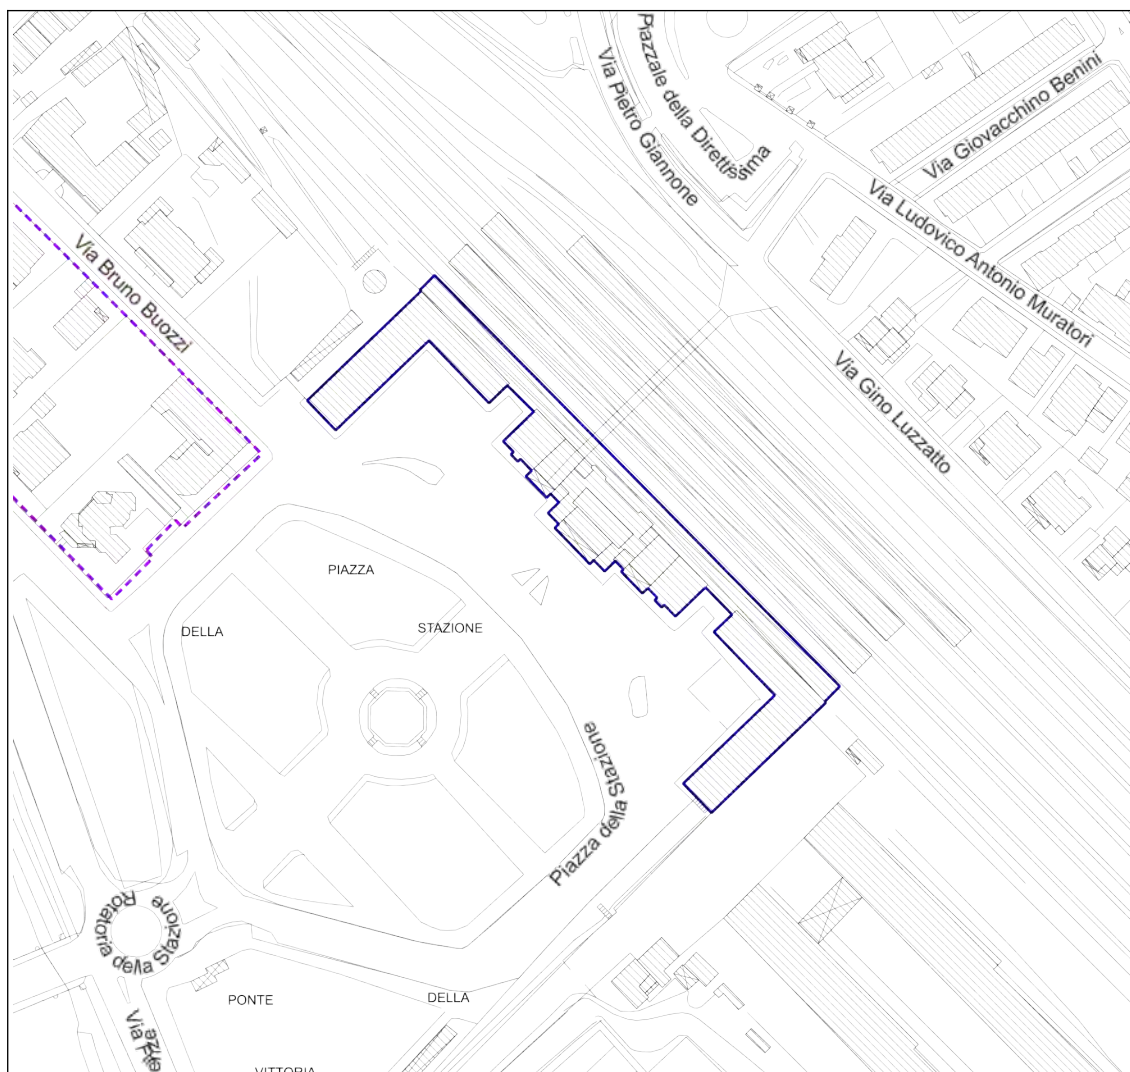 Piazzale della Direttissima
Via Pietro Giannone
Via Giovacchino Benini
Via Ludovico Antonio Muratori
Via Bruno Buozzi
Via Gino Luzzatto
PIAZZA
DELLA
STAZIONE
Piazza della Stazione
Rotatoria della Stazione
PONTE
DELLA
Via
VITTORIA